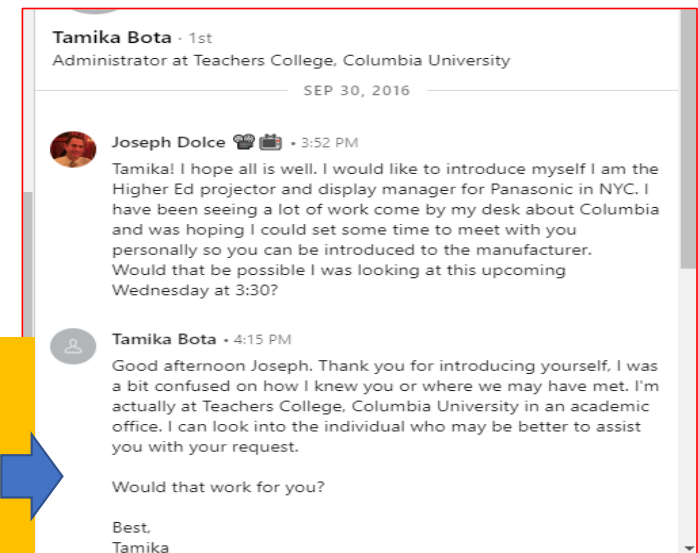 Tamika Bota · 1st
Administrator at Teachers College, Columbia University
SEP 30, 2016
Joseph Dolce 📽📺 • 3:52 PM
Tamika! I hope all is well. I would like to introduce myself I am the
Higher Ed projector and display manager for Panasonic in NYC. I
have been seeing a lot of work come by my desk about Columbia
and was hoping I could set some time to meet with you
personally so you can be introduced to the manufacturer.
Would that be possible I was looking at this upcoming
Wednesday at 3:30?
Tamika Bota • 4:15 PM
Good afternoon Joseph. Thank you for introducing yourself, I was
a bit confused on how I knew you or where we may have met. I'm
actually at Teachers College, Columbia University in an academic
office. I can look into the individual who may be better to assist
you with your request.
Would that work for you?
Best,
Tamika